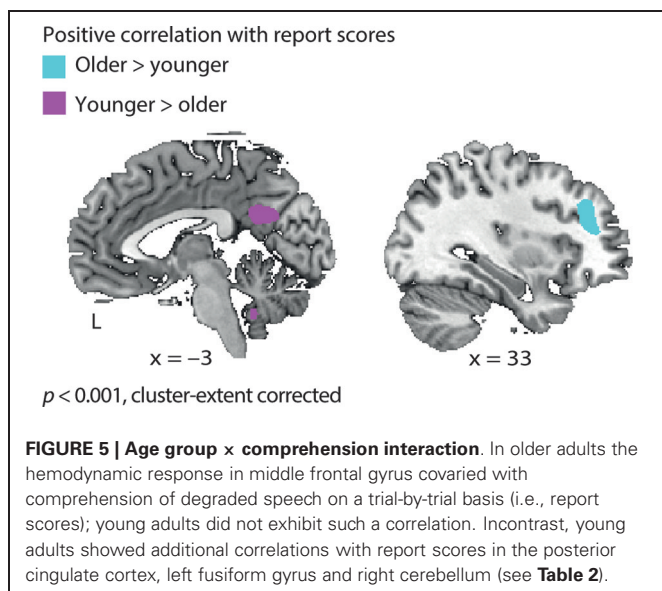 Positive correlation with report scores
Older > younger
Younger > older
L
x = −3
x = 33
p < 0.001, cluster-extent corrected
FIGURE 5 | Age group × comprehension interaction. In older adults the
hemodynamic response in middle frontal gyrus covaried with
comprehension of degraded speech on a trial-by-trial basis (i.e., report
scores); young adults did not exhibit such a correlation. Incontrast, young
adults showed additional correlations with report scores in the posterior
cingulate cortex, left fusiform gyrus and right cerebellum (see Table 2).